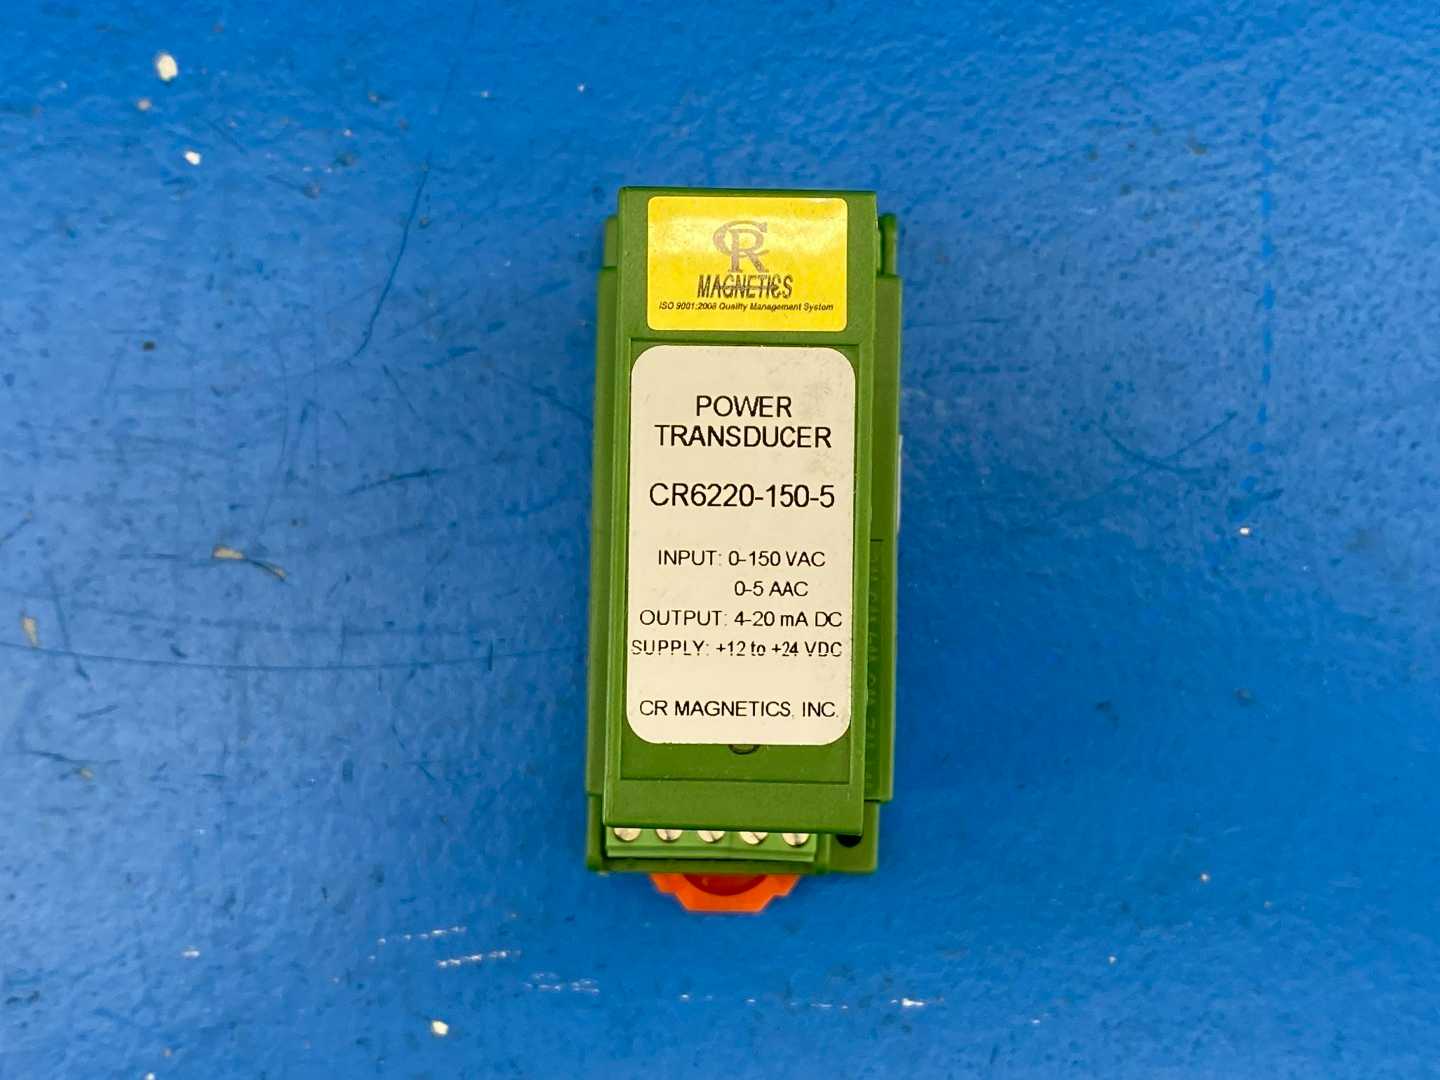 CR
MAGNETICS
ISO 9001:2008 Quality Management System
POWER
TRANSDUCER
CR6220-150-5
INPUT: 0-150 VAC
0-5 AAC
OUTPUT: 4-20 mA DC
SUPPLY: +12 to +24 VDC
CR MAGNETICS, INC.